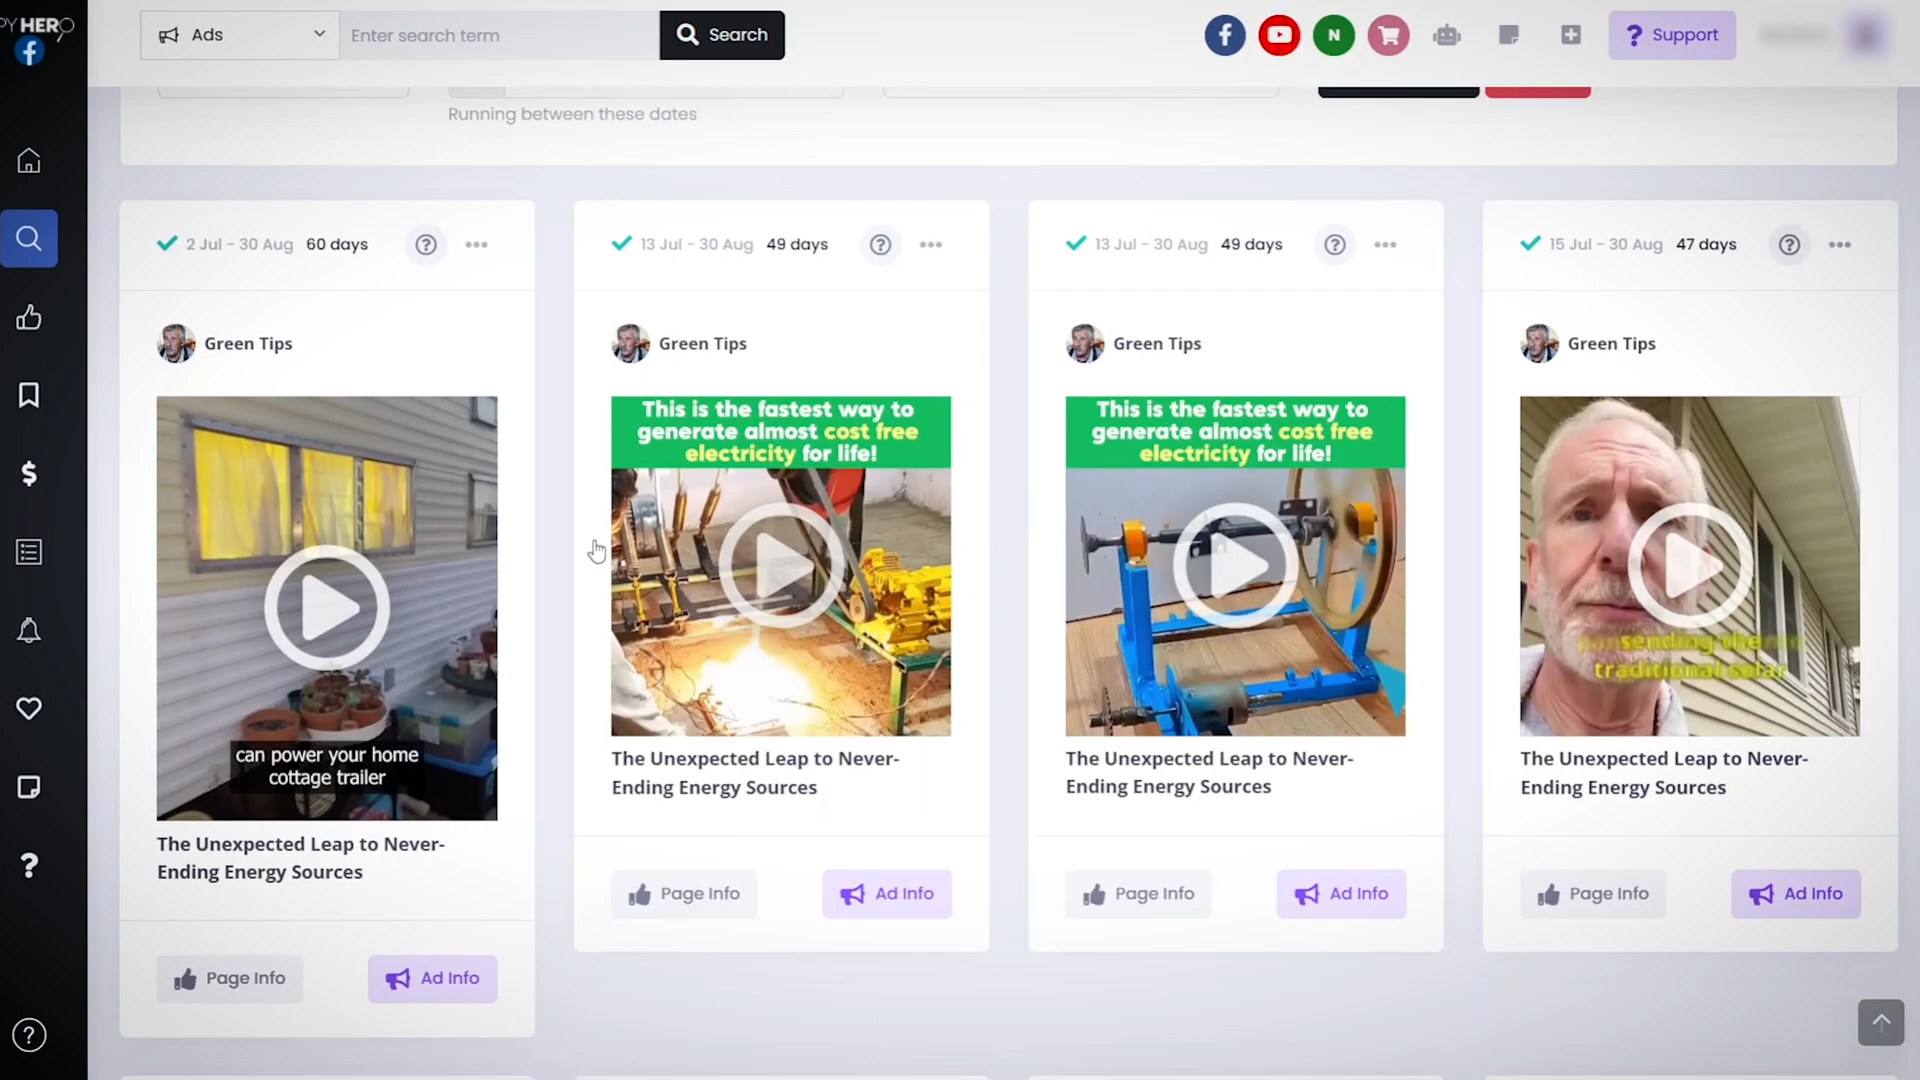 PY HERO
Ads
Enter search term
Search
N
? Support
Running between these dates
2 Jul - 30 Aug 60 days
13 Jul - 30 Aug 49 days
13 Jul - 30 Aug 49 days
15 Jul - 30 Aug 47 days
Green Tips
Green Tips
Green Tips
Green Tips
can power your home
cottage trailer
This is the fastest way to
generate almost cost free
electricity for life!
This is the fastest way to
generate almost cost free
electricity for life!
sending the
traditional solar
The Unexpected Leap to Never-
Ending Energy Sources
The Unexpected Leap to Never-
Ending Energy Sources
The Unexpected Leap to Never-
Ending Energy Sources
The Unexpected Leap to Never-
Ending Energy Sources
Page Info
Ad Info
Page Info
Ad Info
Page Info
Ad Info
Page Info
Ad Info